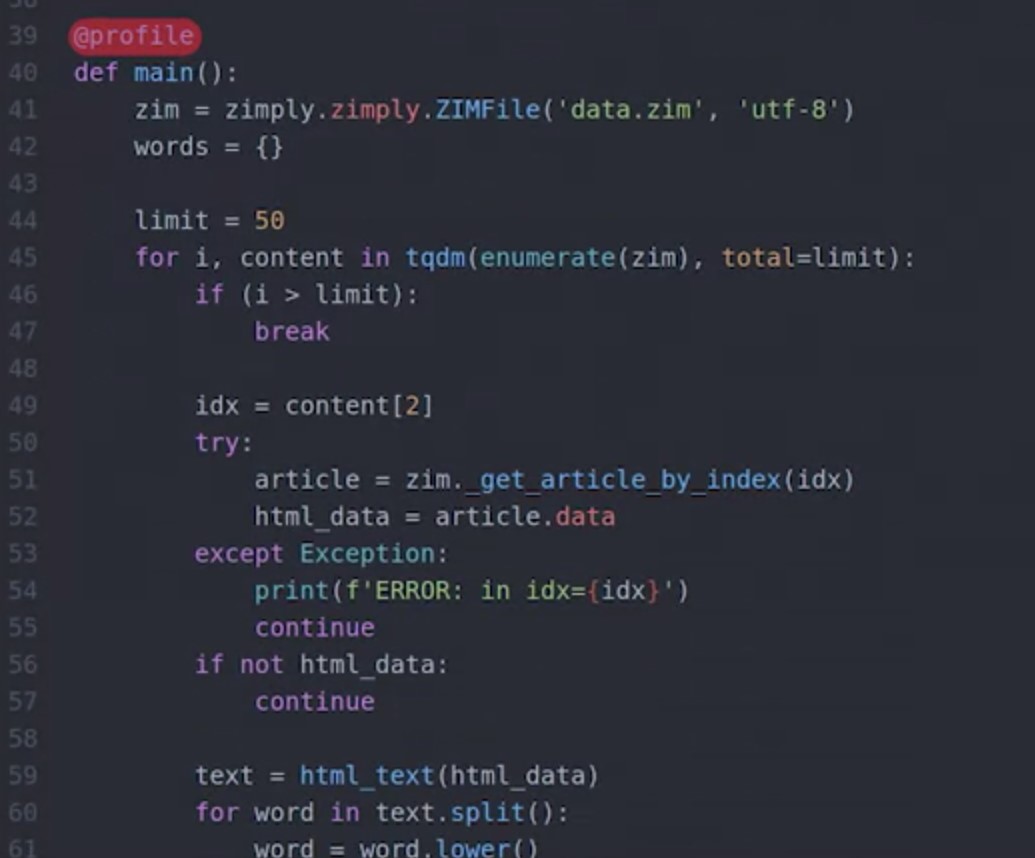 38
39 @profile
40 def main():
41     zim = zimply.zimply.ZIMFile('data.zim', 'utf-8')
42     words = {}
43
44     limit = 50
45     for i, content in tqdm(enumerate(zim), total=limit):
46         if (i > limit):
47             break
48
49         idx = content[2]
50         try:
51             article = zim._get_article_by_index(idx)
52             html_data = article.data
53         except Exception:
54             print(f'ERROR: in idx={idx}')
55             continue
56         if not html_data:
57             continue
58
59         text = html_text(html_data)
60         for word in text.split():
61             word = word.lower()